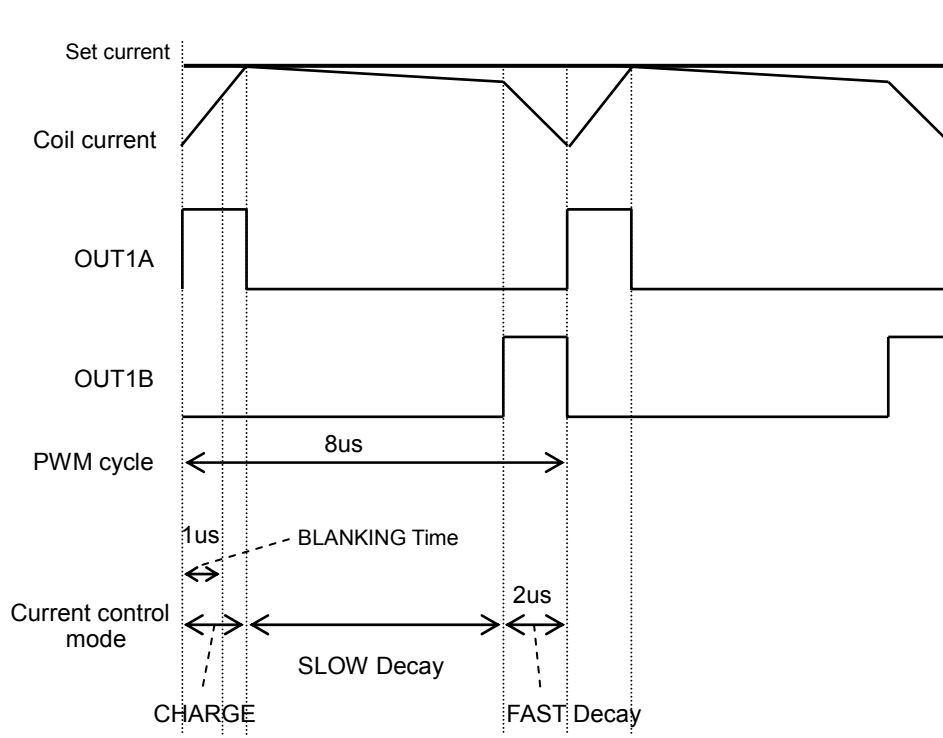 Set current
Coil current
OUT1A
OUT1B
PWM cycle
8us
1us
BLANKING Time
Current control
mode
2us
SLOW Decay
CHARGE
FAST Decay